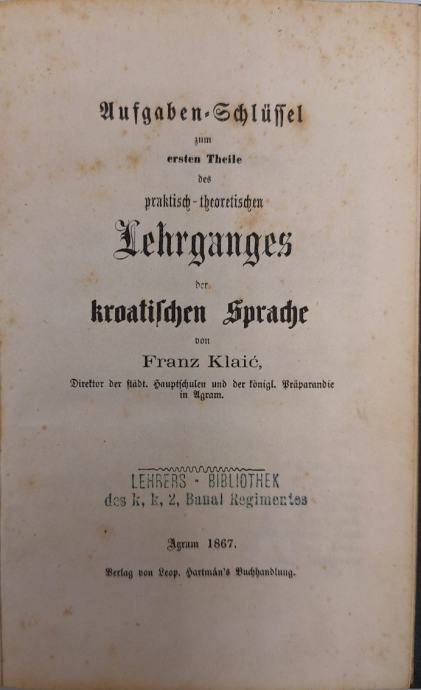 Aufgaben-Schlüssel
zum
ersten Theile
des
praktisch-theoretischen
Lehrganges
der
kroatischen Sprache
von
Franz Klaić,
Direktor der städt. Hauptschulen und der königl. Präparandie
in Agram.
LEHRERS - BIBLIOTHEK
des k, k, 2, Banal Regimentes
Agram 1867.
Verlag von Leop. Hartmán's Buchhandlung.